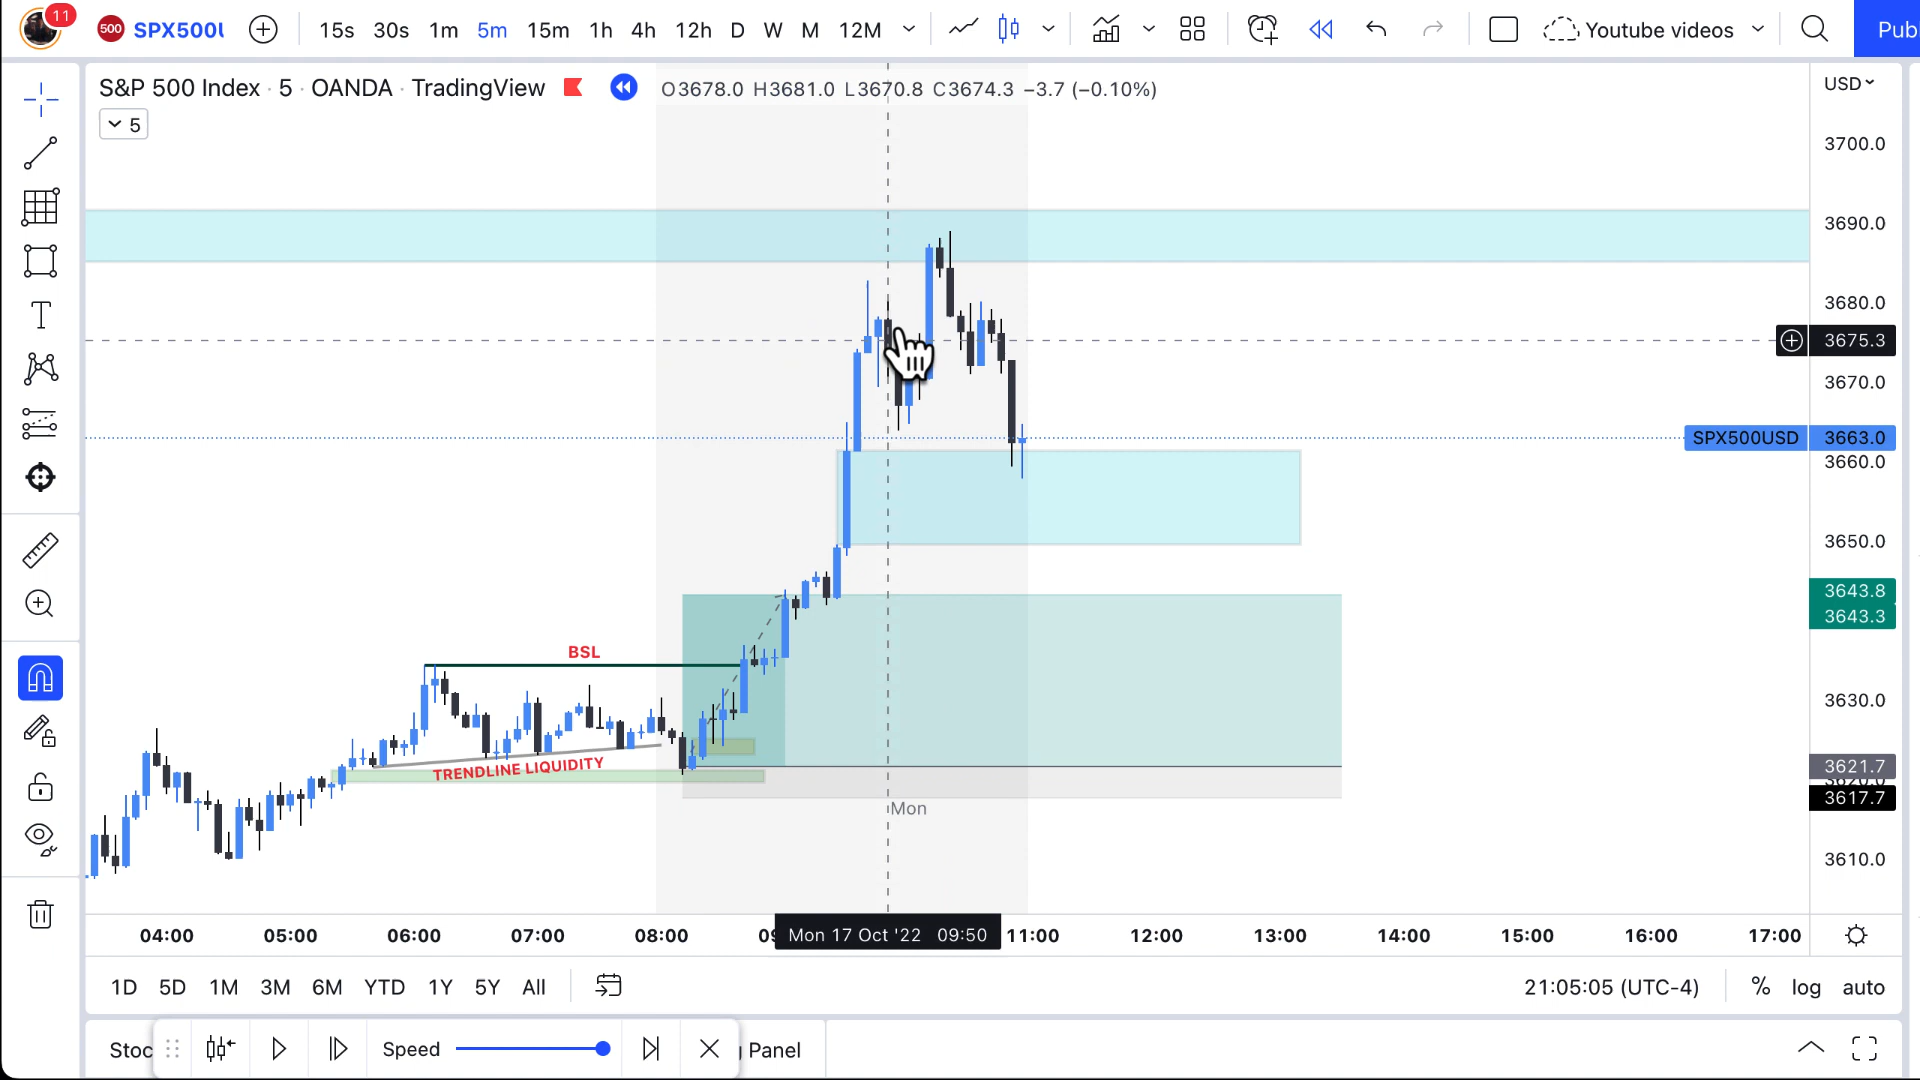 11
500 SPX500U 15s 30s 1m 5m 15m 1h 4h 12h D W M 12M Youtube videos Publ
S&P 500 Index · 5 · OANDA · TradingView O3678.0 H3681.0 L3670.8 C3674.3 −3.7 (−0.10%) USD
5
3700.0
3690.0
3680.0
3675.3
3670.0
SPX500USD 3663.0
3660.0
3650.0
3643.8
3643.3
BSL
3630.0
TRENDLINE LIQUIDITY
3621.7
3620.0
3617.7
Mon
3610.0
04:00 05:00 06:00 07:00 08:00 Mon 17 Oct '22 09:50 11:00 12:00 13:00 14:00 15:00 16:00 17:00
1D 5D 1M 3M 6M YTD 1Y 5Y All 21:05:05 (UTC-4) % log auto
Stoc Speed Panel